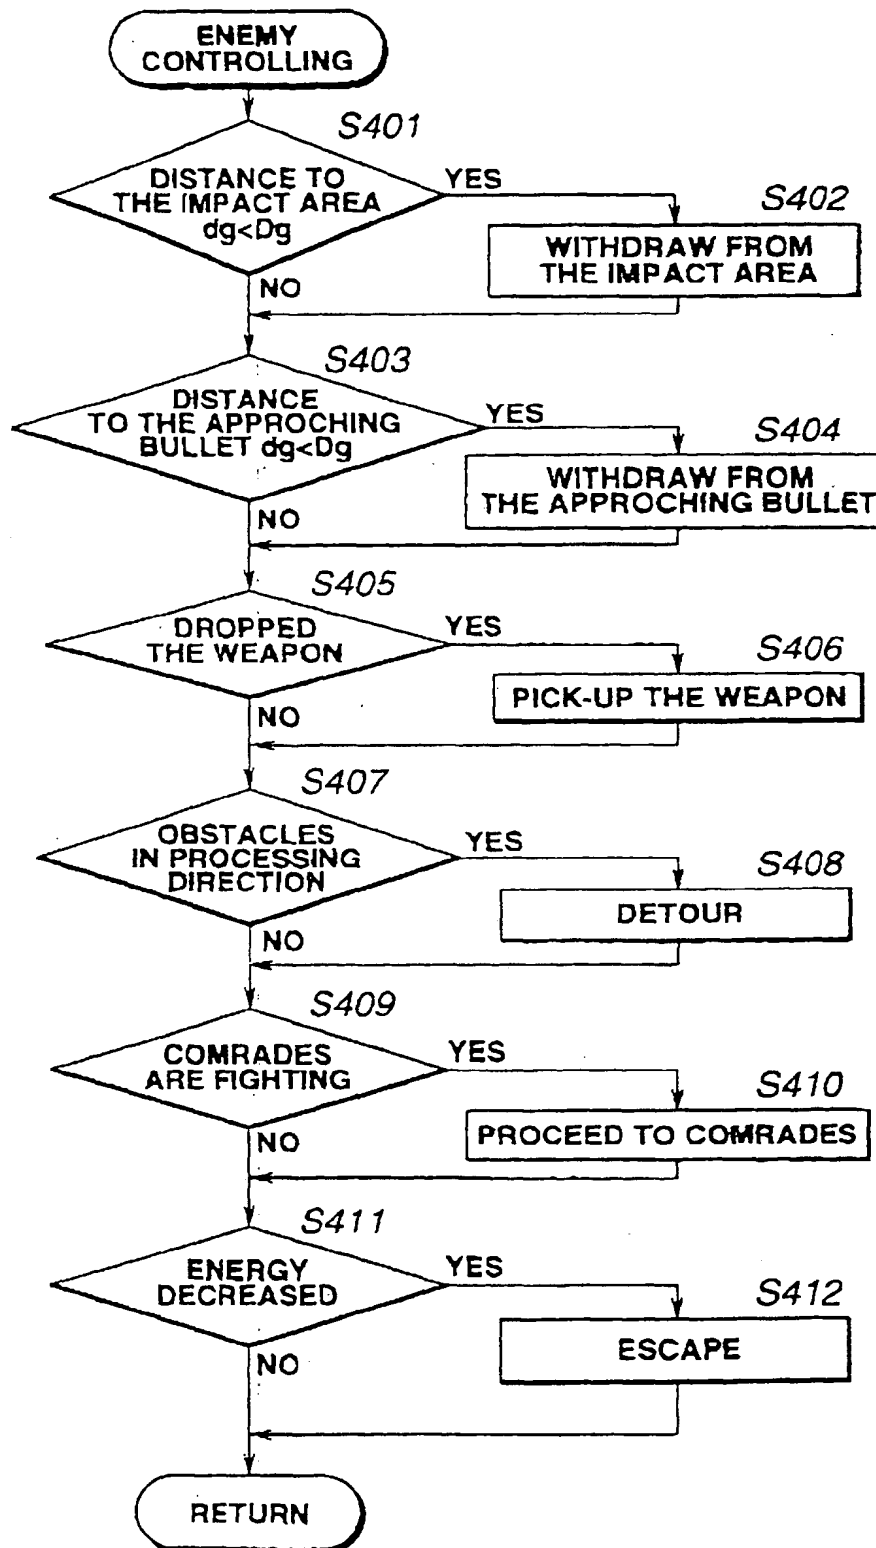 ENEMY
CONTROLLING
S401
DISTANCE TO
THE IMPACT AREA
dg<Dg
YES
S402
WITHDRAW FROM
THE IMPACT AREA
NO
S403
DISTANCE
TO THE APPROCHING
BULLET dg<Dg
YES
S404
WITHDRAW FROM
THE APPROCHING BULLET
NO
S405
DROPPED
THE WEAPON
YES
S406
PICK-UP THE WEAPON
NO
S407
OBSTACLES
IN PROCESSING
DIRECTION
YES
S408
DETOUR
NO
S409
COMRADES
ARE FIGHTING
YES
S410
PROCEED TO COMRADES
NO
S411
ENERGY
DECREASED
YES
S412
ESCAPE
NO
RETURN